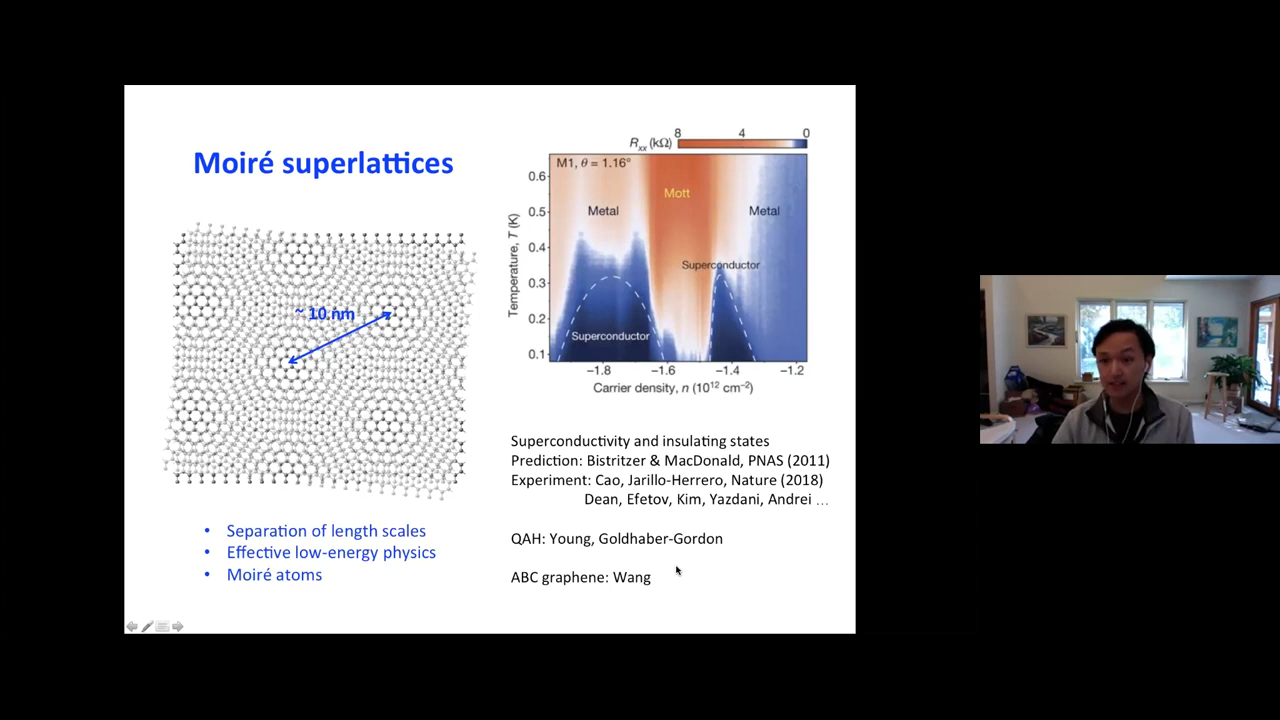 Moiré superlattices
~ 10 nm
• Separation of length scales
• Effective low-energy physics
• Moiré atoms
Rxx (kΩ)
8 4 0
M1, θ = 1.16°
Mott
Metal
Metal
Superconductor
Superconductor
0.6
0.5
0.4
0.3
0.2
0.1
Temperature, T (K)
−1.8 −1.6 −1.4 −1.2
Carrier density, n (10¹² cm⁻²)
Superconductivity and insulating states
Prediction: Bistritzer & MacDonald, PNAS (2011)
Experiment: Cao, Jarillo-Herrero, Nature (2018)
Dean, Efetov, Kim, Yazdani, Andrei ...
QAH: Young, Goldhaber-Gordon
ABC graphene: Wang